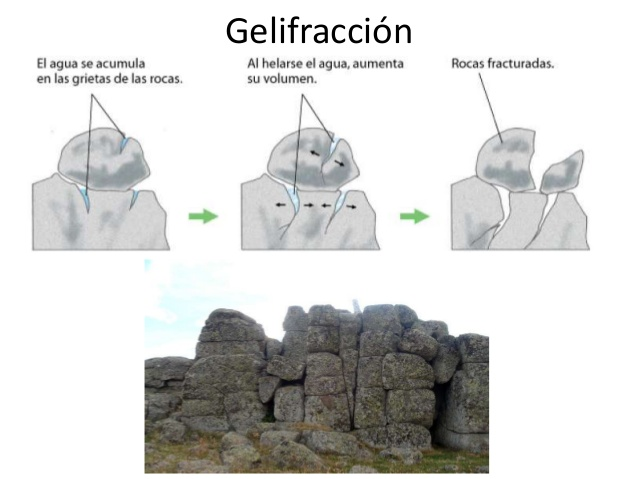 Gelifracción
El agua se acumula
en las grietas de las rocas.
Al helarse el agua, aumenta
su volumen.
Rocas fracturadas.